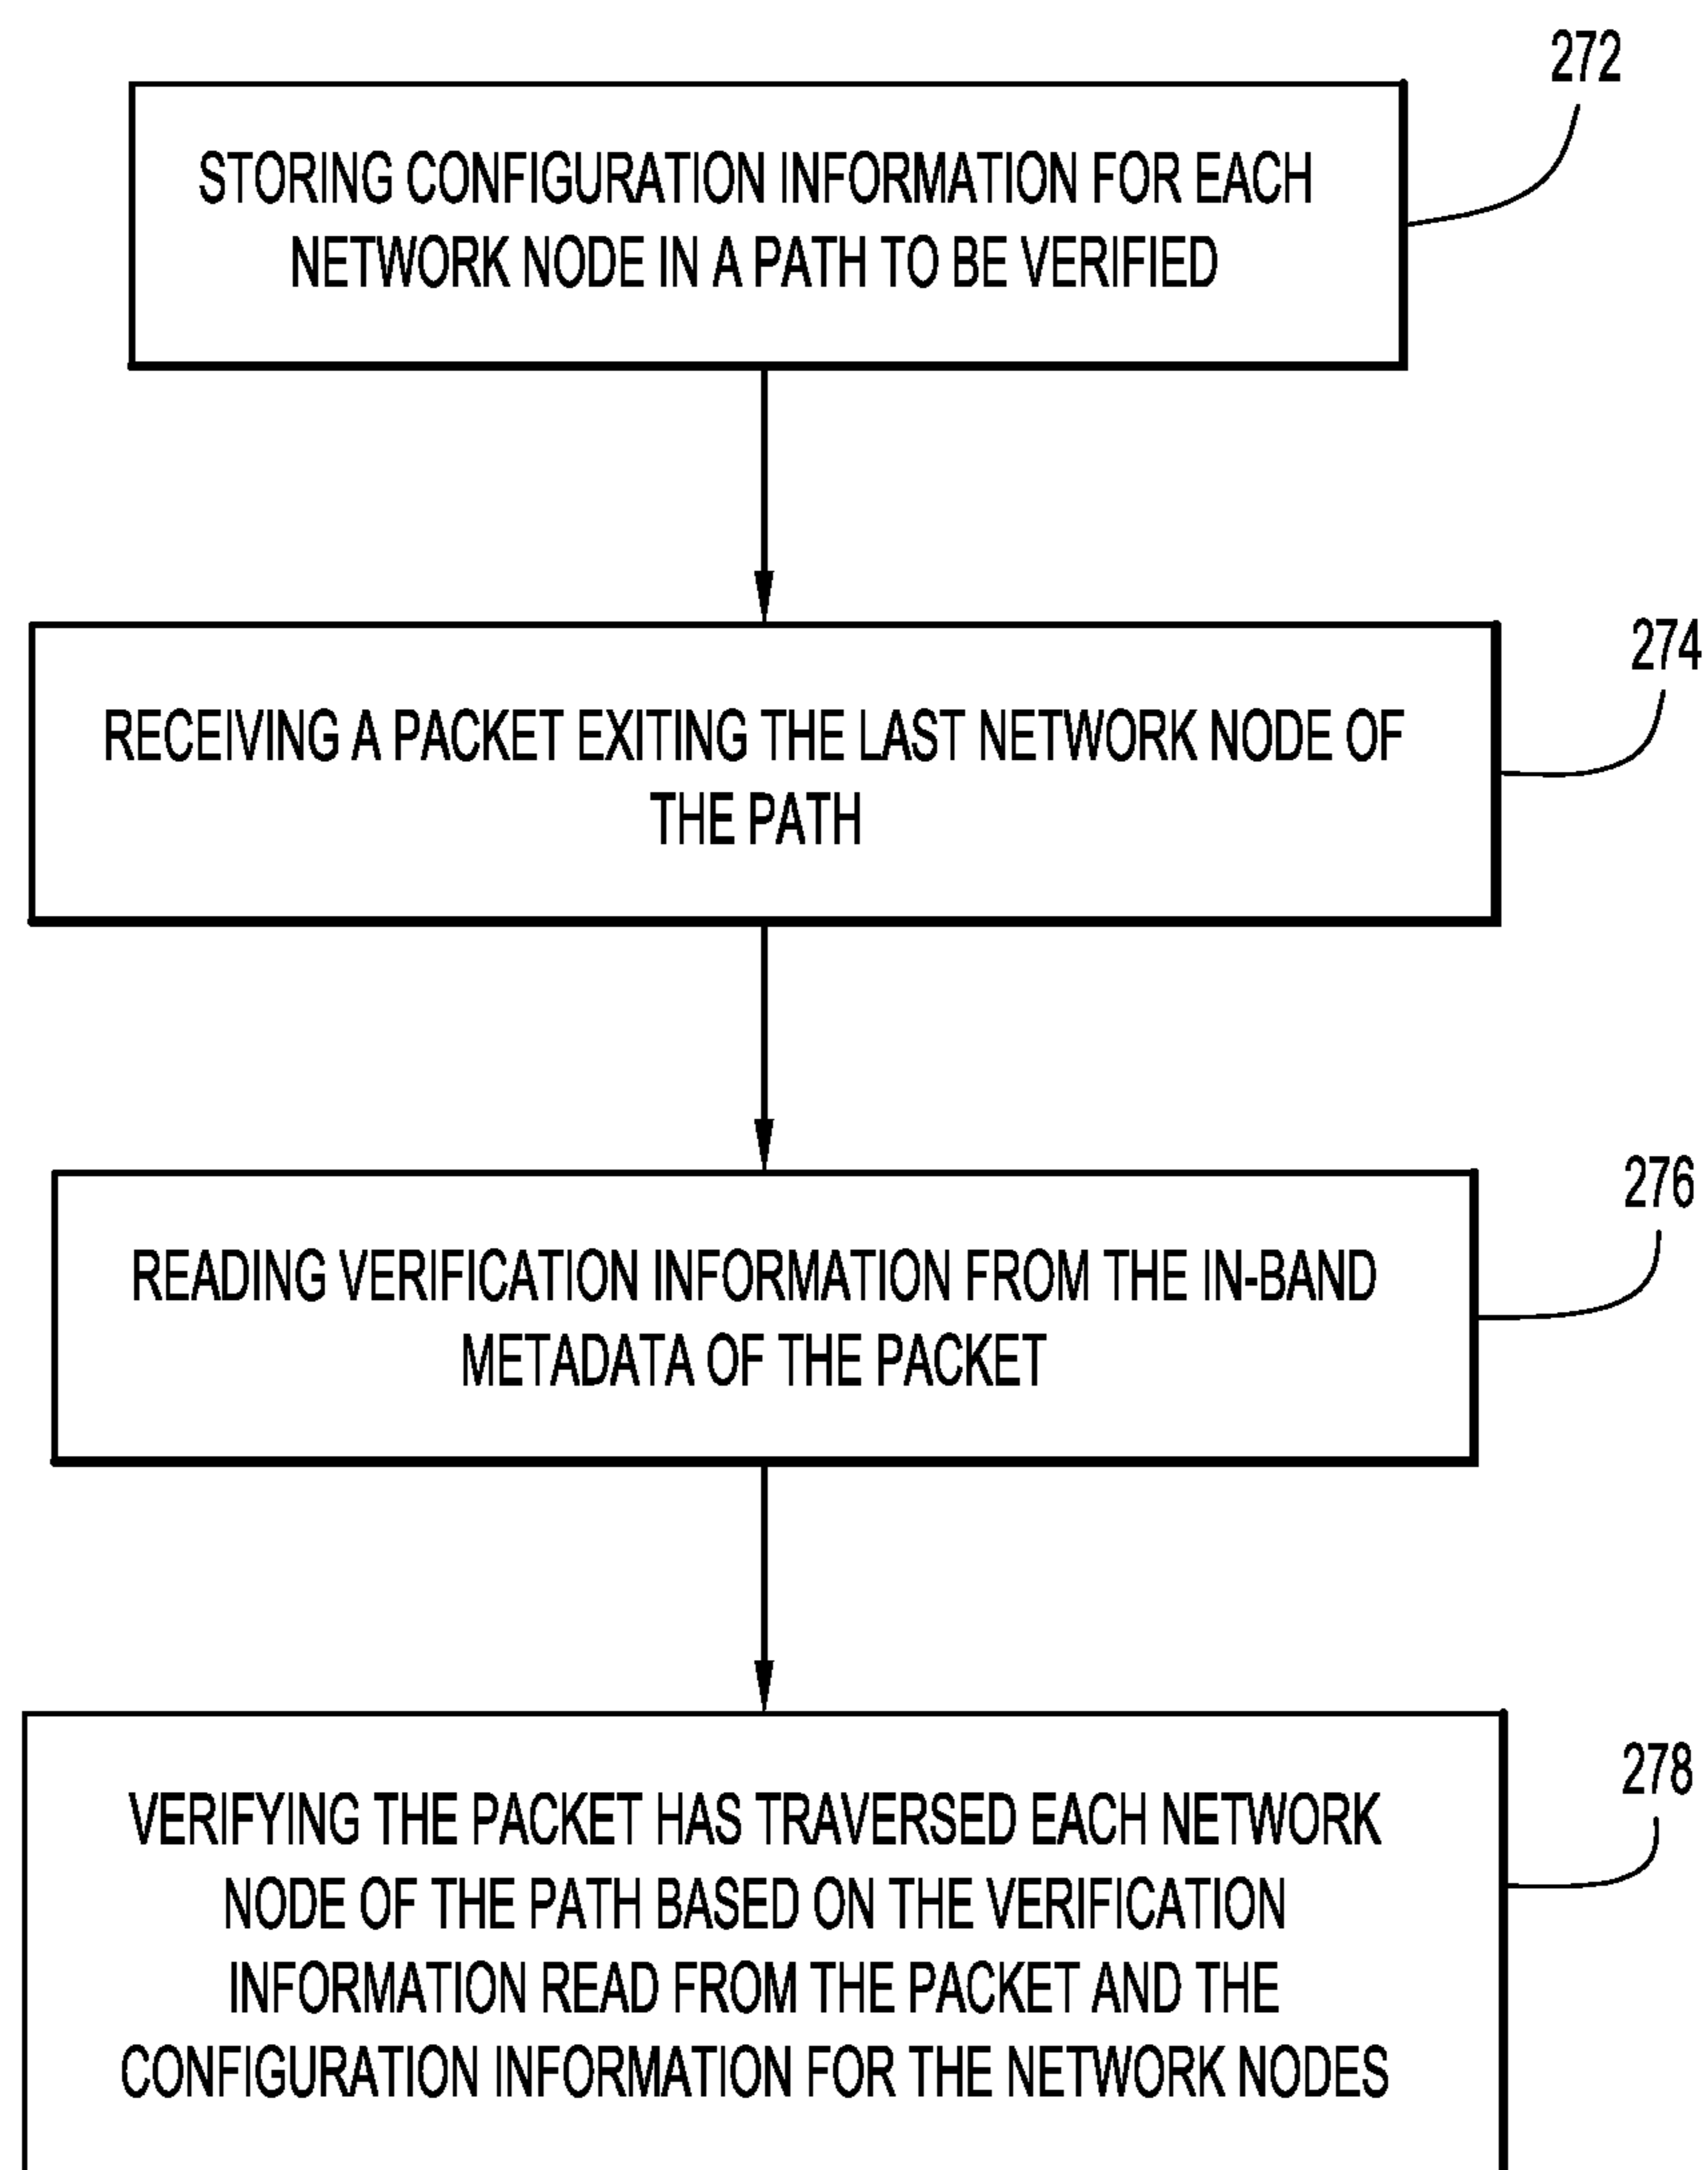 272
STORING CONFIGURATION INFORMATION FOR EACH
NETWORK NODE IN A PATH TO BE VERIFIED
274
RECEIVING A PACKET EXITING THE LAST NETWORK NODE OF
THE PATH
276
READING VERIFICATION INFORMATION FROM THE IN-BAND
METADATA OF THE PACKET
278
VERIFYING THE PACKET HAS TRAVERSED EACH NETWORK
NODE OF THE PATH BASED ON THE VERIFICATION
INFORMATION READ FROM THE PACKET AND THE
CONFIGURATION INFORMATION FOR THE NETWORK NODES